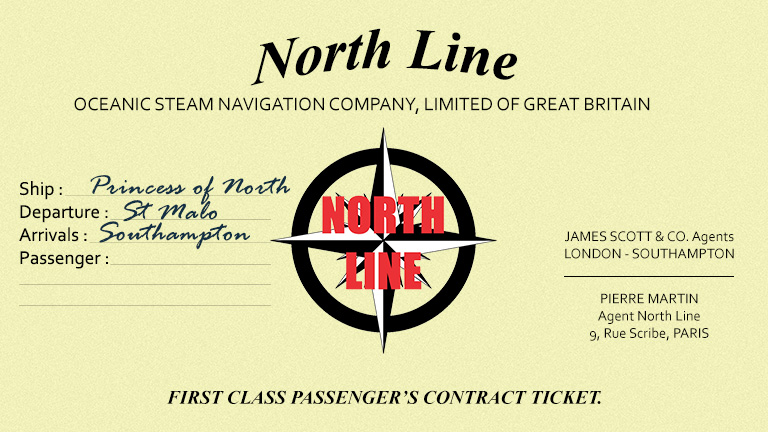 North Line
OCEANIC STEAM NAVIGATION COMPANY, LIMITED OF GREAT BRITAIN
Ship : Princess of North
Departure : St Malo
Arrivals : Southampton
Passenger :
NORTH
LINE
JAMES SCOTT & CO. Agents
LONDON - SOUTHAMPTON
PIERRE MARTIN
Agent North Line
9, Rue Scribe, PARIS
FIRST CLASS PASSENGER'S CONTRACT TICKET.